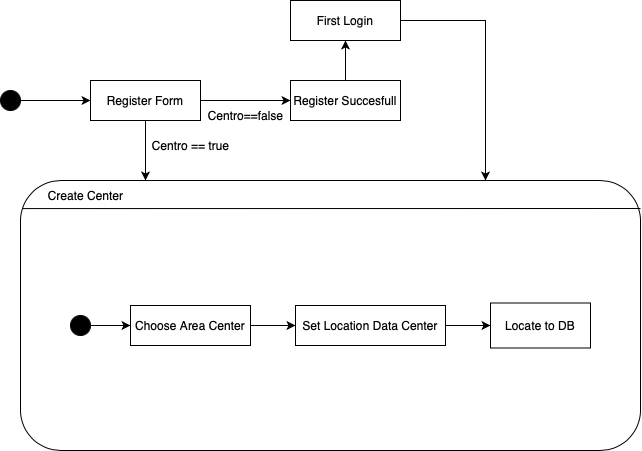 First Login
Register Form
Register Succesfull
Centro==false
Centro == true
Create Center
Choose Area Center
Set Location Data Center
Locate to DB